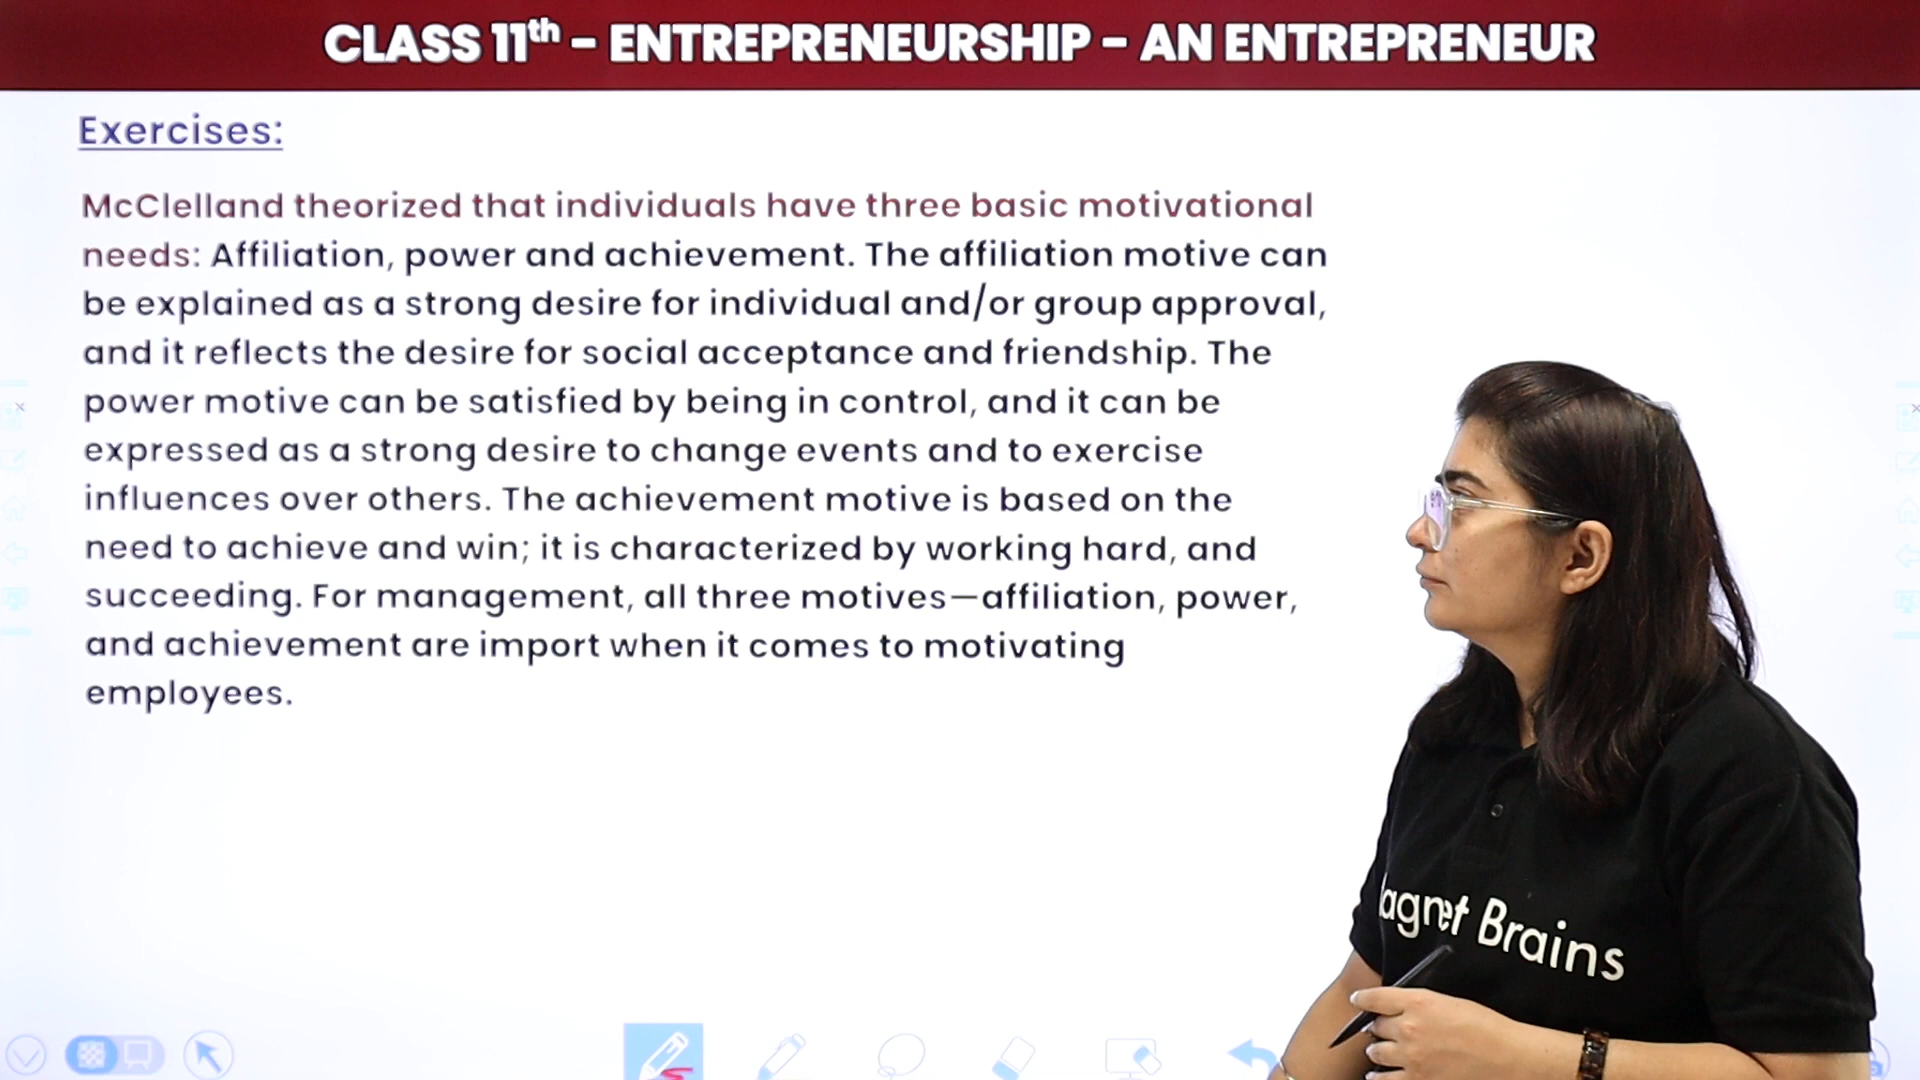 CLASS 11th - ENTREPRENEURSHIP - AN ENTREPRENEUR
Exercises:
McClelland theorized that individuals have three basic motivational
needs: Affiliation, power and achievement. The affiliation motive can
be explained as a strong desire for individual and/or group approval,
and it reflects the desire for social acceptance and friendship. The
power motive can be satisfied by being in control, and it can be
expressed as a strong desire to change events and to exercise
influences over others. The achievement motive is based on the
need to achieve and win; it is characterized by working hard, and
succeeding. For management, all three motives—affiliation, power,
and achievement are import when it comes to motivating
employees.
agnet Brains